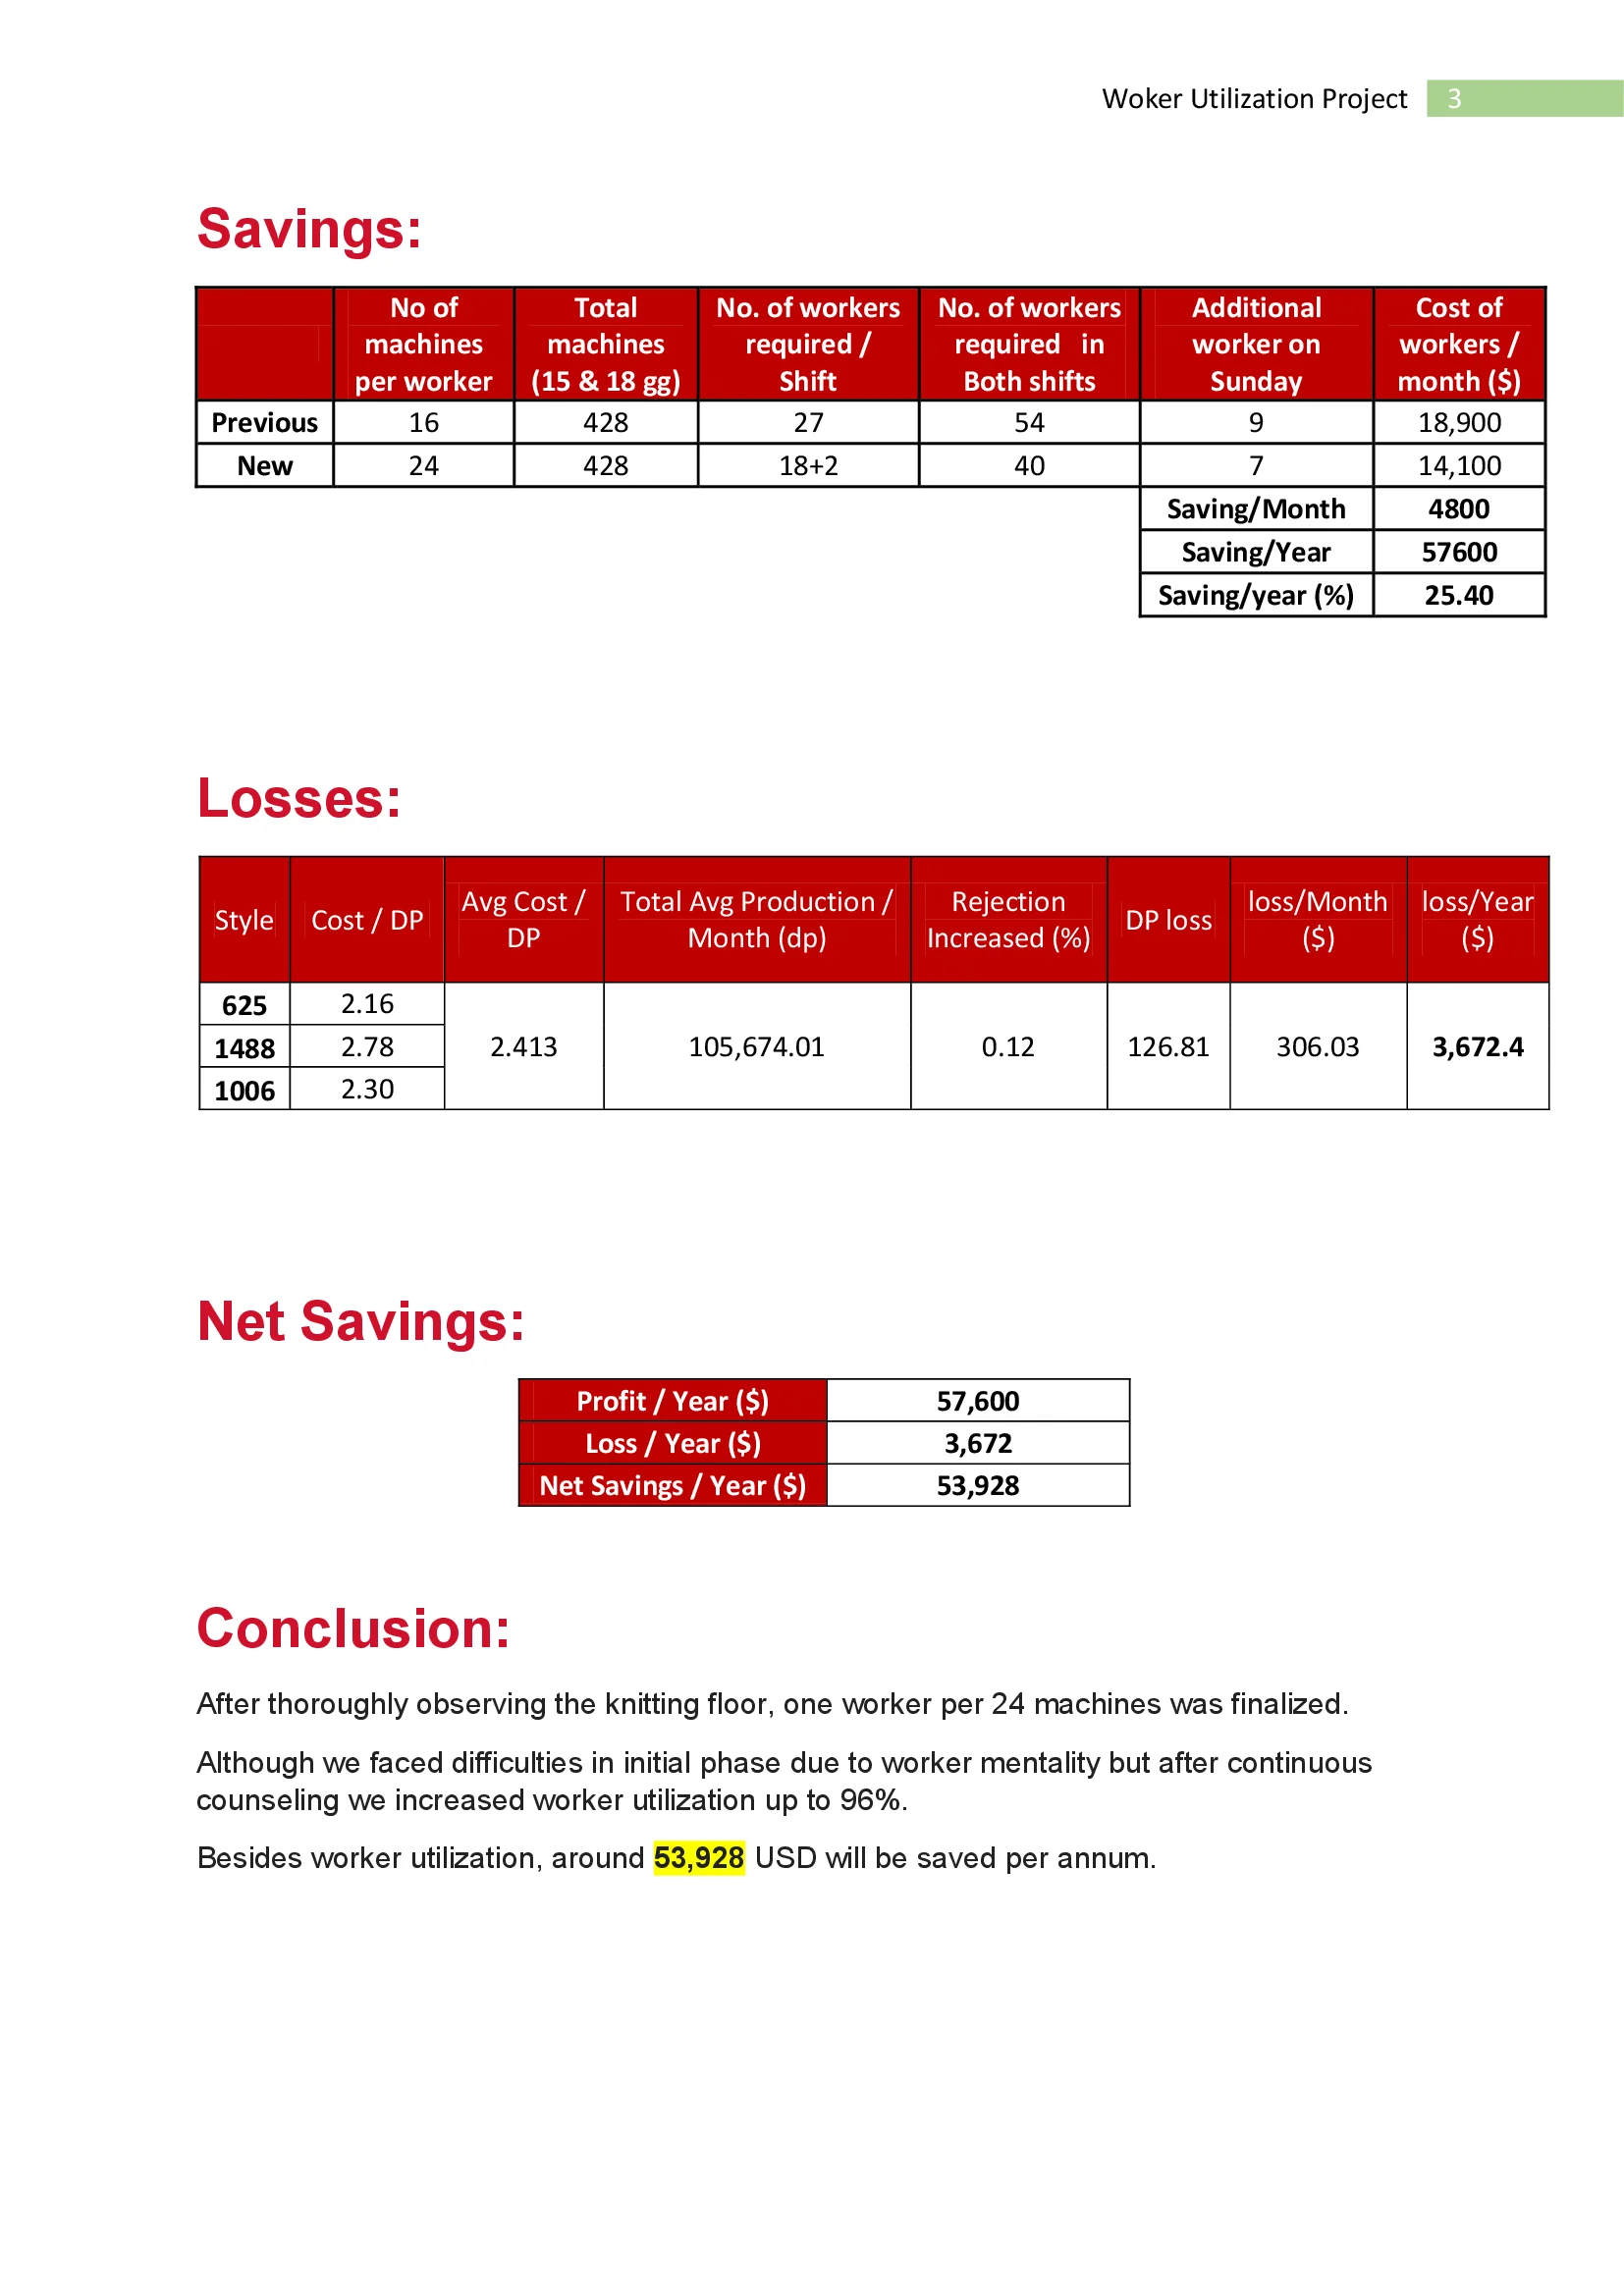 Woker Utilization Project 3
Savings:
No of machines per worker Total machines (15 & 18 gg) No. of workers required / Shift No. of workers required in Both shifts Additional worker on Sunday Cost of workers / month ($)
Previous 16 428 27 54 9 18,900
New 24 428 18+2 40 7 14,100
Saving/Month 4800
Saving/Year 57600
Saving/year (%) 25.40
Losses:
Style Cost / DP Avg Cost / DP Total Avg Production / Month (dp) Rejection Increased (%) DP loss loss/Month ($) loss/Year ($)
625 2.16
1488 2.78 2.413 105,674.01 0.12 126.81 306.03 3,672.4
1006 2.30
Net Savings:
Profit / Year ($) 57,600
Loss / Year ($) 3,672
Net Savings / Year ($) 53,928
Conclusion:
After thoroughly observing the knitting floor, one worker per 24 machines was finalized.
Although we faced difficulties in initial phase due to worker mentality but after continuous
counseling we increased worker utilization up to 96%.
Besides worker utilization, around 53,928 USD will be saved per annum.